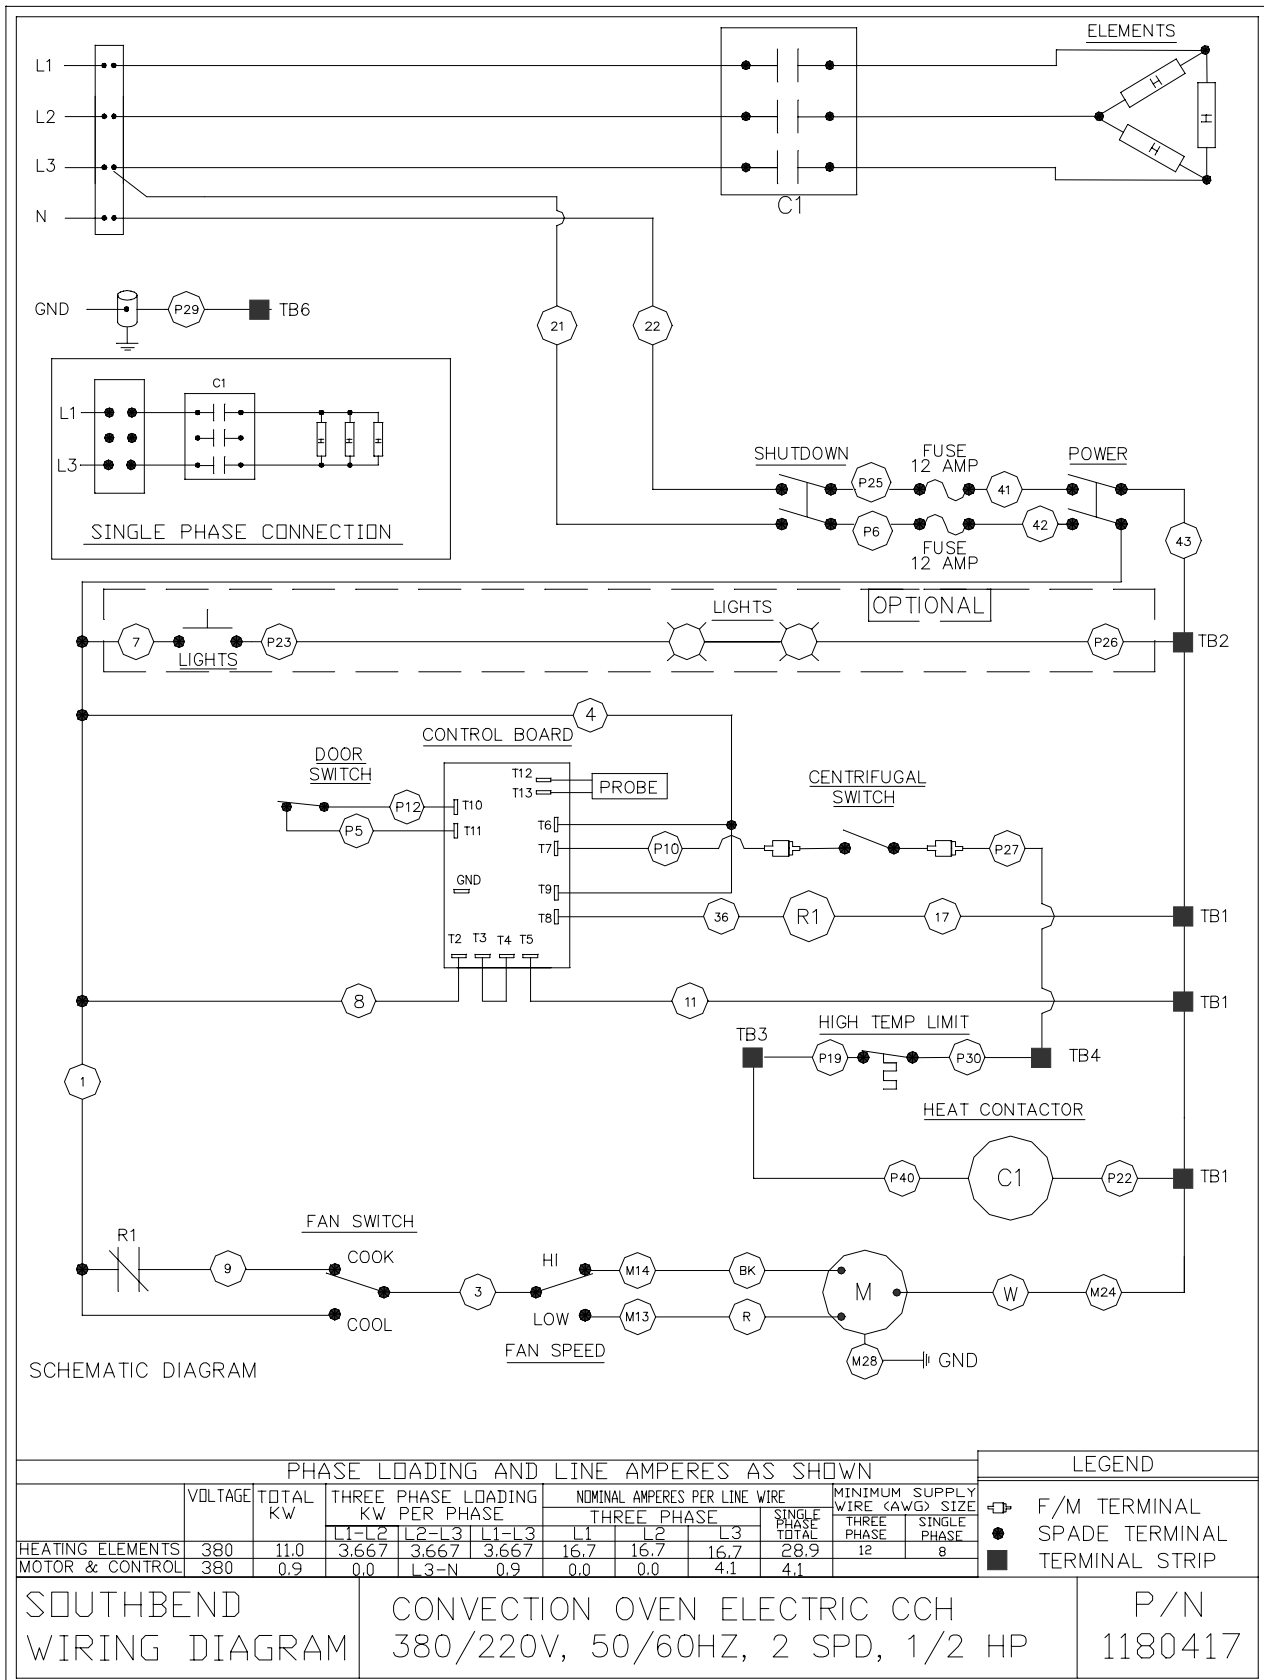 ELEMENTS
L1
L2
L3
N
C1
H
H
H
GND
P29
TB6
21
22
C1
L1
L3
H
H
H
SINGLE PHASE CONNECTION
SHUTDOWN
P25
FUSE
12 AMP
41
POWER
P6
FUSE
12 AMP
42
43
OPTIONAL
LIGHTS
7
LIGHTS
P23
P26
TB2
4
CONTROL BOARD
DOOR
SWITCH
P12
P5
T10
T11
GND
T12
T13
PROBE
T6
T7
T9
T8
T2 T3 T4 T5
CENTRIFUGAL
SWITCH
P10
P27
36
R1
17
TB1
8
11
TB1
HIGH TEMP LIMIT
TB3
P19
P30
TB4
1
HEAT CONTACTOR
P40
C1
P22
TB1
FAN SWITCH
R1
9
COOK
COOL
3
HI
LOW
FAN SPEED
M14
BK
M13
R
M
W
M24
M28
GND
SCHEMATIC DIAGRAM
PHASE LOADING AND LINE AMPERES AS SHOWN
VOLTAGE
TOTAL
KW
THREE PHASE LOADING
KW PER PHASE
L1-L2 L2-L3 L1-L3
NOMINAL AMPERES PER LINE WIRE
THREE PHASE
L1 L2 L3
SINGLE
PHASE
TOTAL
MINIMUM SUPPLY
WIRE (AWG) SIZE
THREE
PHASE
SINGLE
PHASE
HEATING ELEMENTS 380 11.0 3.667 3.667 3.667 16.7 16.7 16.7 28.9 12 8
MOTOR & CONTROL 380 0.9 0.0 L3-N 0.9 0.0 0.0 4.1 4.1
LEGEND
F/M TERMINAL
SPADE TERMINAL
TERMINAL STRIP
SOUTHBEND
WIRING DIAGRAM
CONVECTION OVEN ELECTRIC CCH
380/220V, 50/60HZ, 2 SPD, 1/2 HP
P/N
1180417